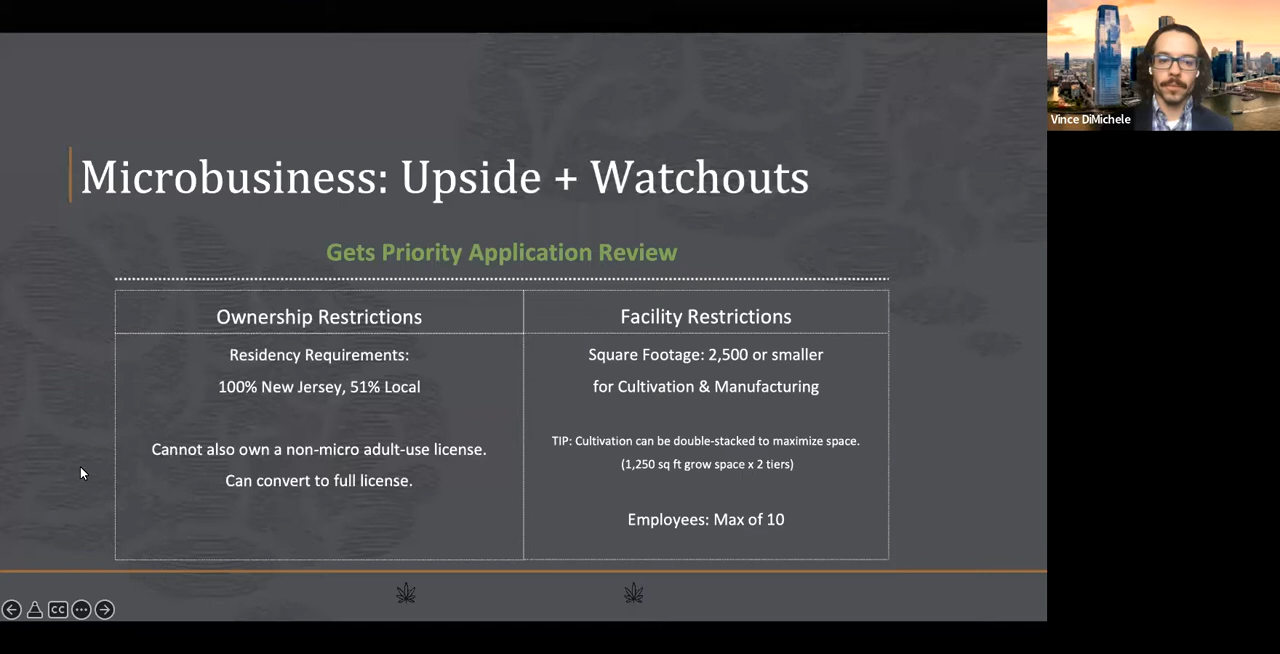 Microbusiness: Upside + Watchouts
Gets Priority Application Review
Ownership Restrictions
Residency Requirements:
100% New Jersey, 51% Local
Cannot also own a non-micro adult-use license.
Can convert to full license.
Facility Restrictions
Square Footage: 2,500 or smaller
for Cultivation & Manufacturing
TIP: Cultivation can be double-stacked to maximize space.
(1,250 sq ft grow space x 2 tiers)
Employees: Max of 10
CC
Vince DiMichele